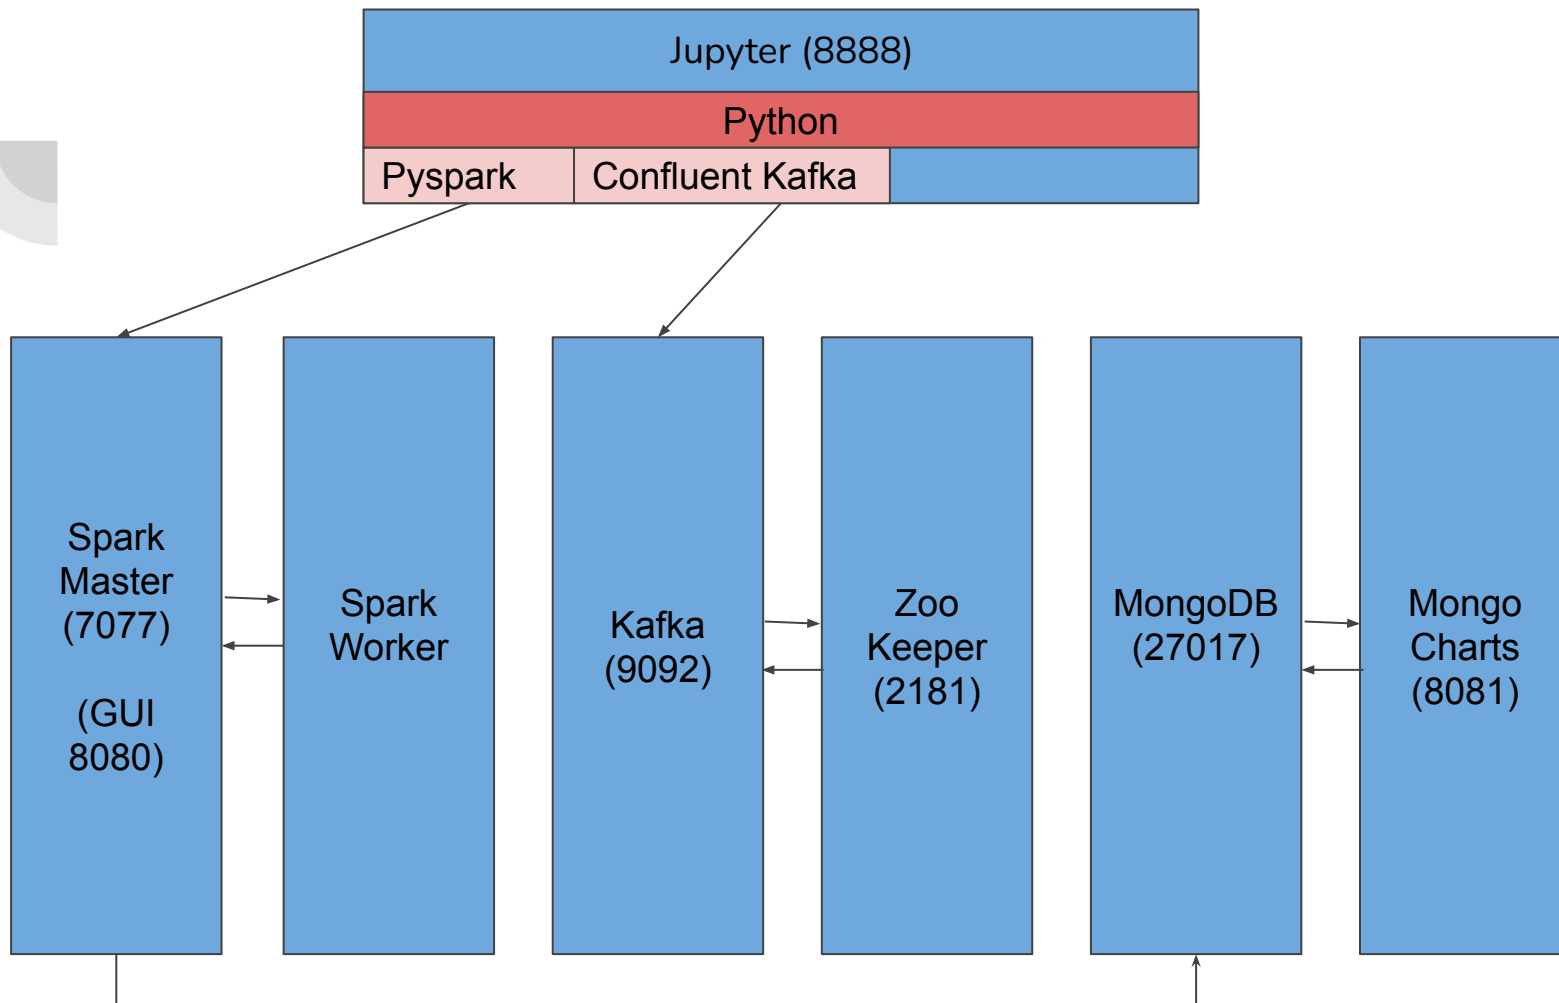 Jupyter (8888)
Python
Pyspark
Confluent Kafka
Spark
Master
(7077)
(GUI
8080)
Spark
Worker
Kafka
(9092)
Zoo
Keeper
(2181)
MongoDB
(27017)
Mongo
Charts
(8081)